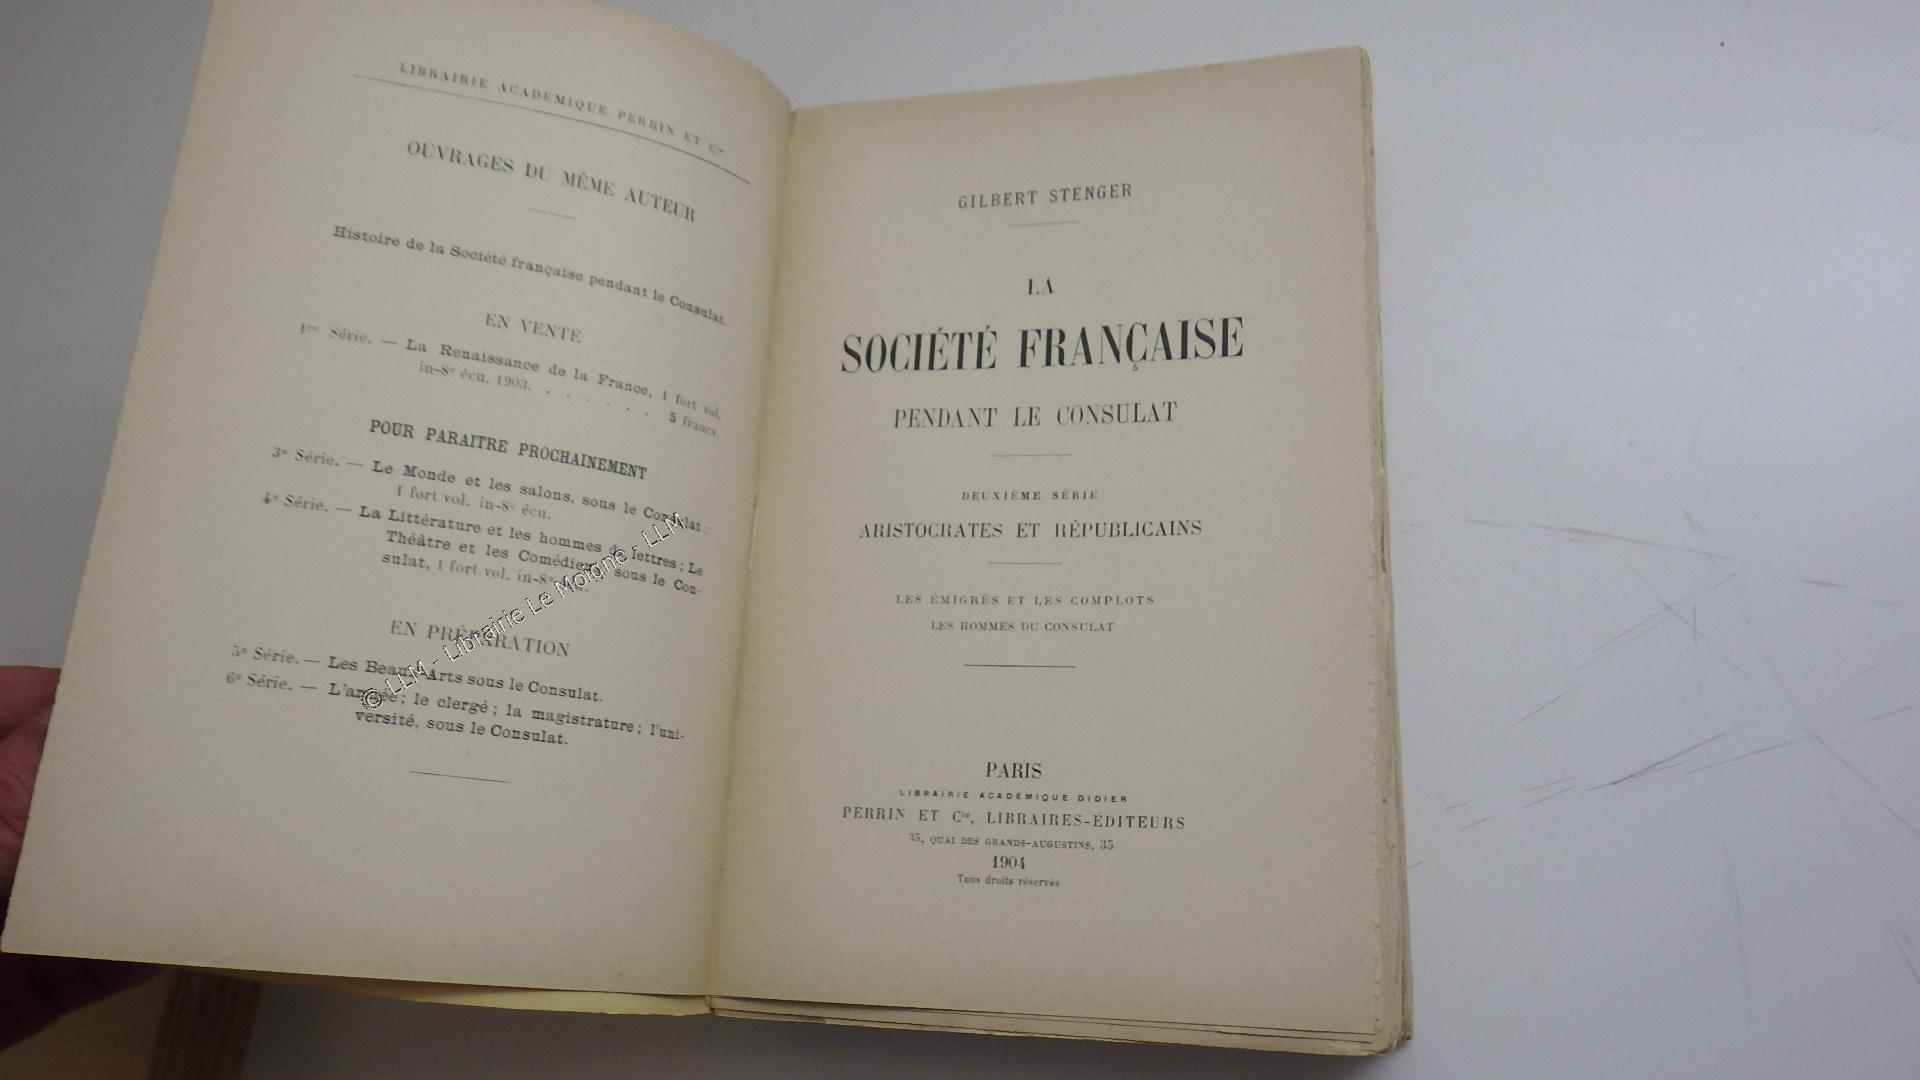 LIBRAIRIE ACADÉMIQUE PERRIN ET Cie
OUVRAGES DU MÊME AUTEUR
Histoire de la Société française pendant le Consulat.
EN VENTE
1re Série. — La Renaissance de la France, 1 fort vol.
in-8o écu, 1903. . . . . . . 5 francs.
POUR PARAITRE PROCHAINEMENT
3e Série. — Le Monde et les salons, sous le Consulat;
1 fort vol. in-8o écu.
4e Série. — La Littérature et les hommes de lettres; Le
Théâtre et les Comédiens sous le Con-
sulat, 1 fort vol. in-8o écu.
EN PRÉPARATION
5e Série. — Les Beaux-Arts sous le Consulat.
6e Série. — L'armée; le clergé; la magistrature; l'uni-
versité, sous le Consulat.
© LLM - Librairie Le Moigne - LLM
GILBERT STENGER
LA
SOCIÉTÉ FRANÇAISE
PENDANT LE CONSULAT
DEUXIÈME SÉRIE
ARISTOCRATES ET RÉPUBLICAINS
LES ÉMIGRÉS ET LES COMPLOTS
LES HOMMES DU CONSULAT
PARIS
LIBRAIRIE ACADÉMIQUE DIDIER
PERRIN ET Cie, LIBRAIRES-ÉDITEURS
35, QUAI DES GRANDS-AUGUSTINS, 35
1904
Tous droits réservés